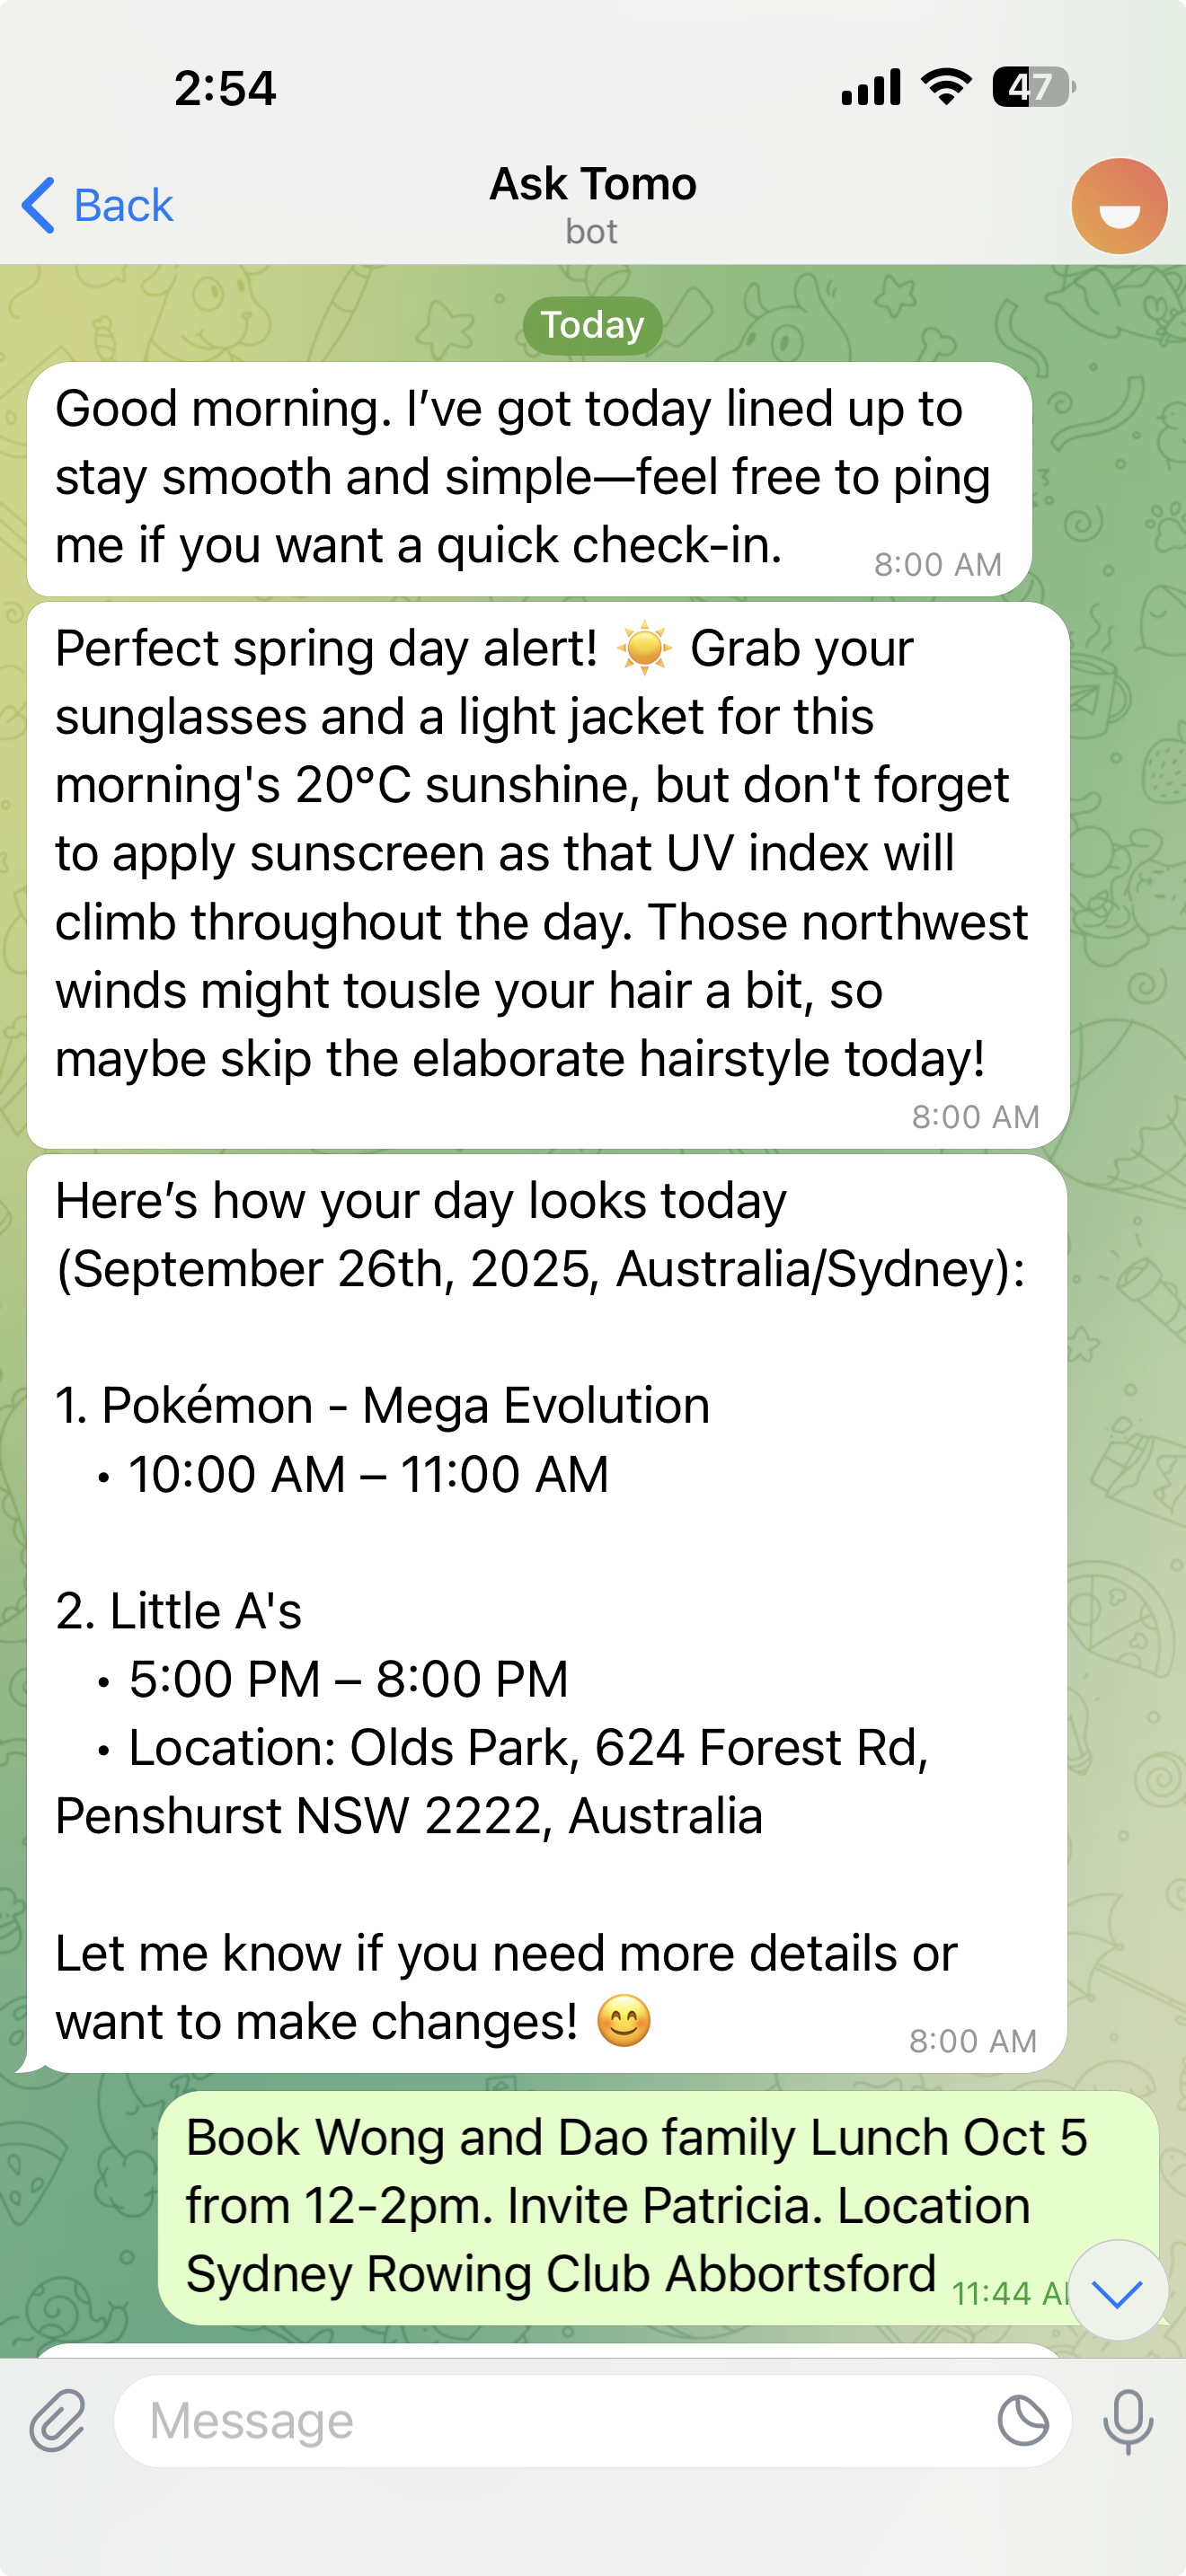 2:54
47
Back
Ask Tomo
bot
Today
Good morning. I’ve got today lined up to
stay smooth and simple—feel free to ping
me if you want a quick check-in.
8:00 AM
Perfect spring day alert! ☀️ Grab your
sunglasses and a light jacket for this
morning's 20°C sunshine, but don't forget
to apply sunscreen as that UV index will
climb throughout the day. Those northwest
winds might tousle your hair a bit, so
maybe skip the elaborate hairstyle today!
8:00 AM
Here’s how your day looks today
(September 26th, 2025, Australia/Sydney):
1. Pokémon - Mega Evolution
• 10:00 AM – 11:00 AM
2. Little A's
• 5:00 PM – 8:00 PM
• Location: Olds Park, 624 Forest Rd,
Penshurst NSW 2222, Australia
Let me know if you need more details or
want to make changes! 😊
8:00 AM
Book Wong and Dao family Lunch Oct 5
from 12-2pm. Invite Patricia. Location
Sydney Rowing Club Abbortsford
11:44
Message